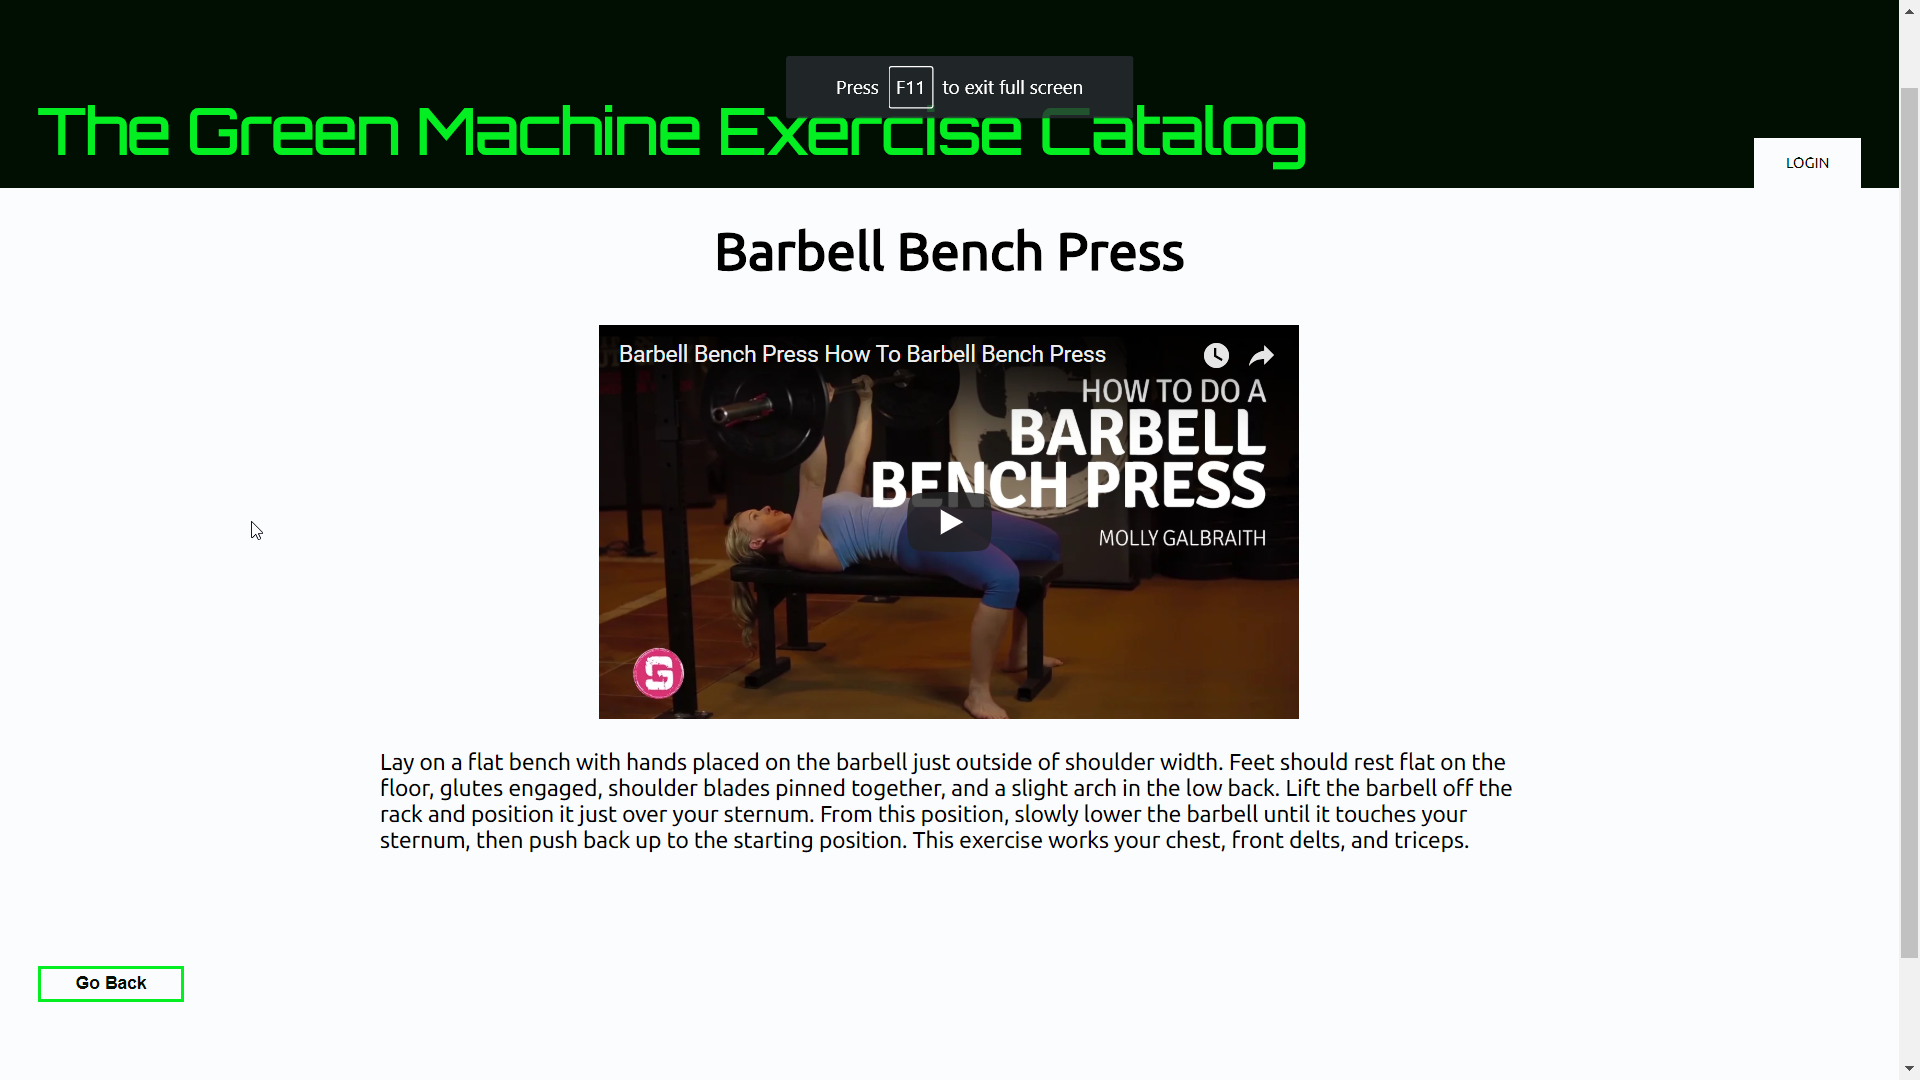 Press F11 to exit full screen
The Green Machine Exercise Catalog
LOGIN
Barbell Bench Press
Barbell Bench Press How To Barbell Bench Press
HOW TO DO A
BARBELL
BENCH PRESS
MOLLY GALBRAITH
S
Lay on a flat bench with hands placed on the barbell just outside of shoulder width. Feet should rest flat on the
floor, glutes engaged, shoulder blades pinned together, and a slight arch in the low back. Lift the barbell off the
rack and position it just over your sternum. From this position, slowly lower the barbell until it touches your
sternum, then push back up to the starting position. This exercise works your chest, front delts, and triceps.
Go Back